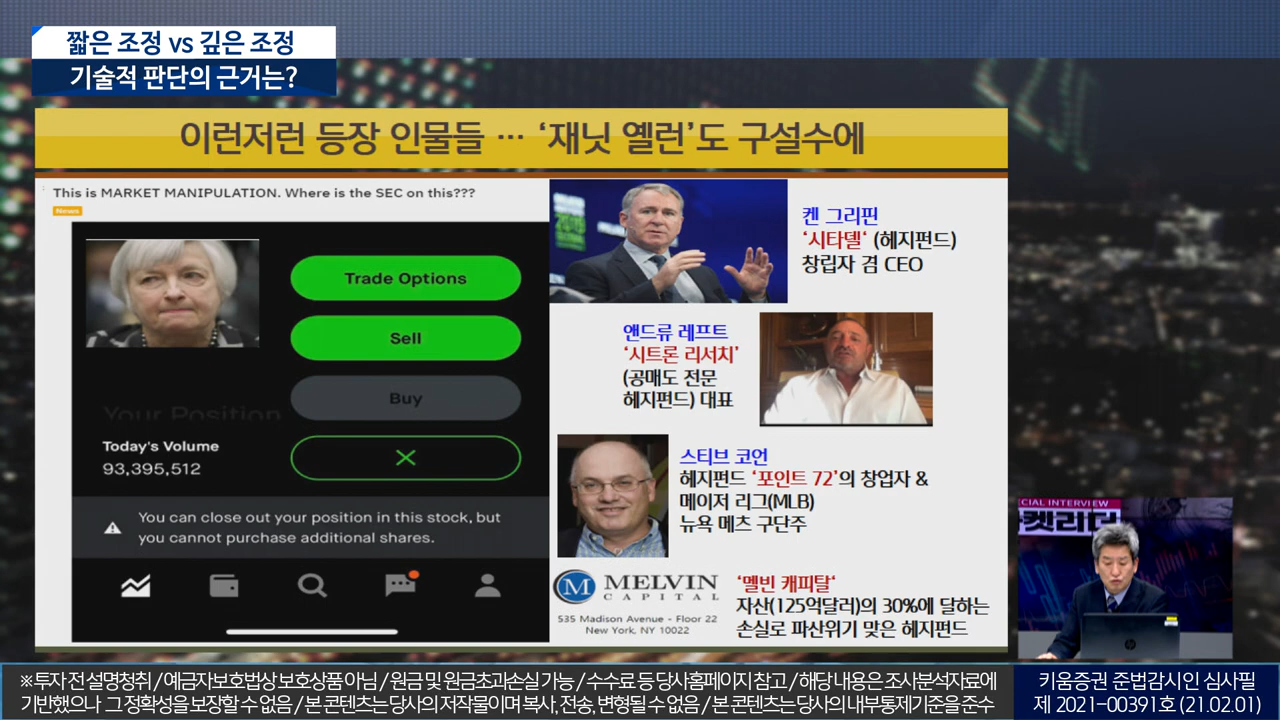 짧은 조정 vs 깊은 조정
기술적 판단의 근거는?
이런저런 등장 인물들 … ‘재닛 옐런’도 구설수에
This is MARKET MANIPULATION. Where is the SEC on this???
News
Trade Options
Sell
Buy
Your Position
Today's Volume
93,395,512
You can close out your position in this stock, but
you cannot purchase additional shares.
켄 그리핀
‘시타델‘ (헤지펀드)
창립자 겸 CEO
앤드류 레프트
‘시트론 리서치’
(공매도 전문
헤지펀드) 대표
스티브 코언
헤지펀드 ‘포인트 72’의 창업자 &
메이저 리그(MLB)
뉴욕 메츠 구단주
M MELVIN
CAPITAL
535 Madison Avenue - Floor 22
New York, NY 10022
‘멜빈 캐피탈‘
자산(125억달러)의 30%에 달하는
손실로 파산위기 맞은 헤지펀드
CIAL INTERVIEW
켓리더
hp
※ 투자 전 설명청취 / 예금자보호법상 보호상품 아님 / 원금 및 원금초과손실 가능 / 수수료 등 당사홈페이지 참고 / 해당 내용은 조사분석자료에
기반했으나 그 정확성을 보장할 수 없음 / 본 콘텐츠는 당사의 저작물이며 복사, 전송, 변형될 수 없음 / 본 콘텐츠는 당사의 내부통제기준을 준수
키움증권 준법감시인 심사필
제 2021-00391호 (21.02.01)